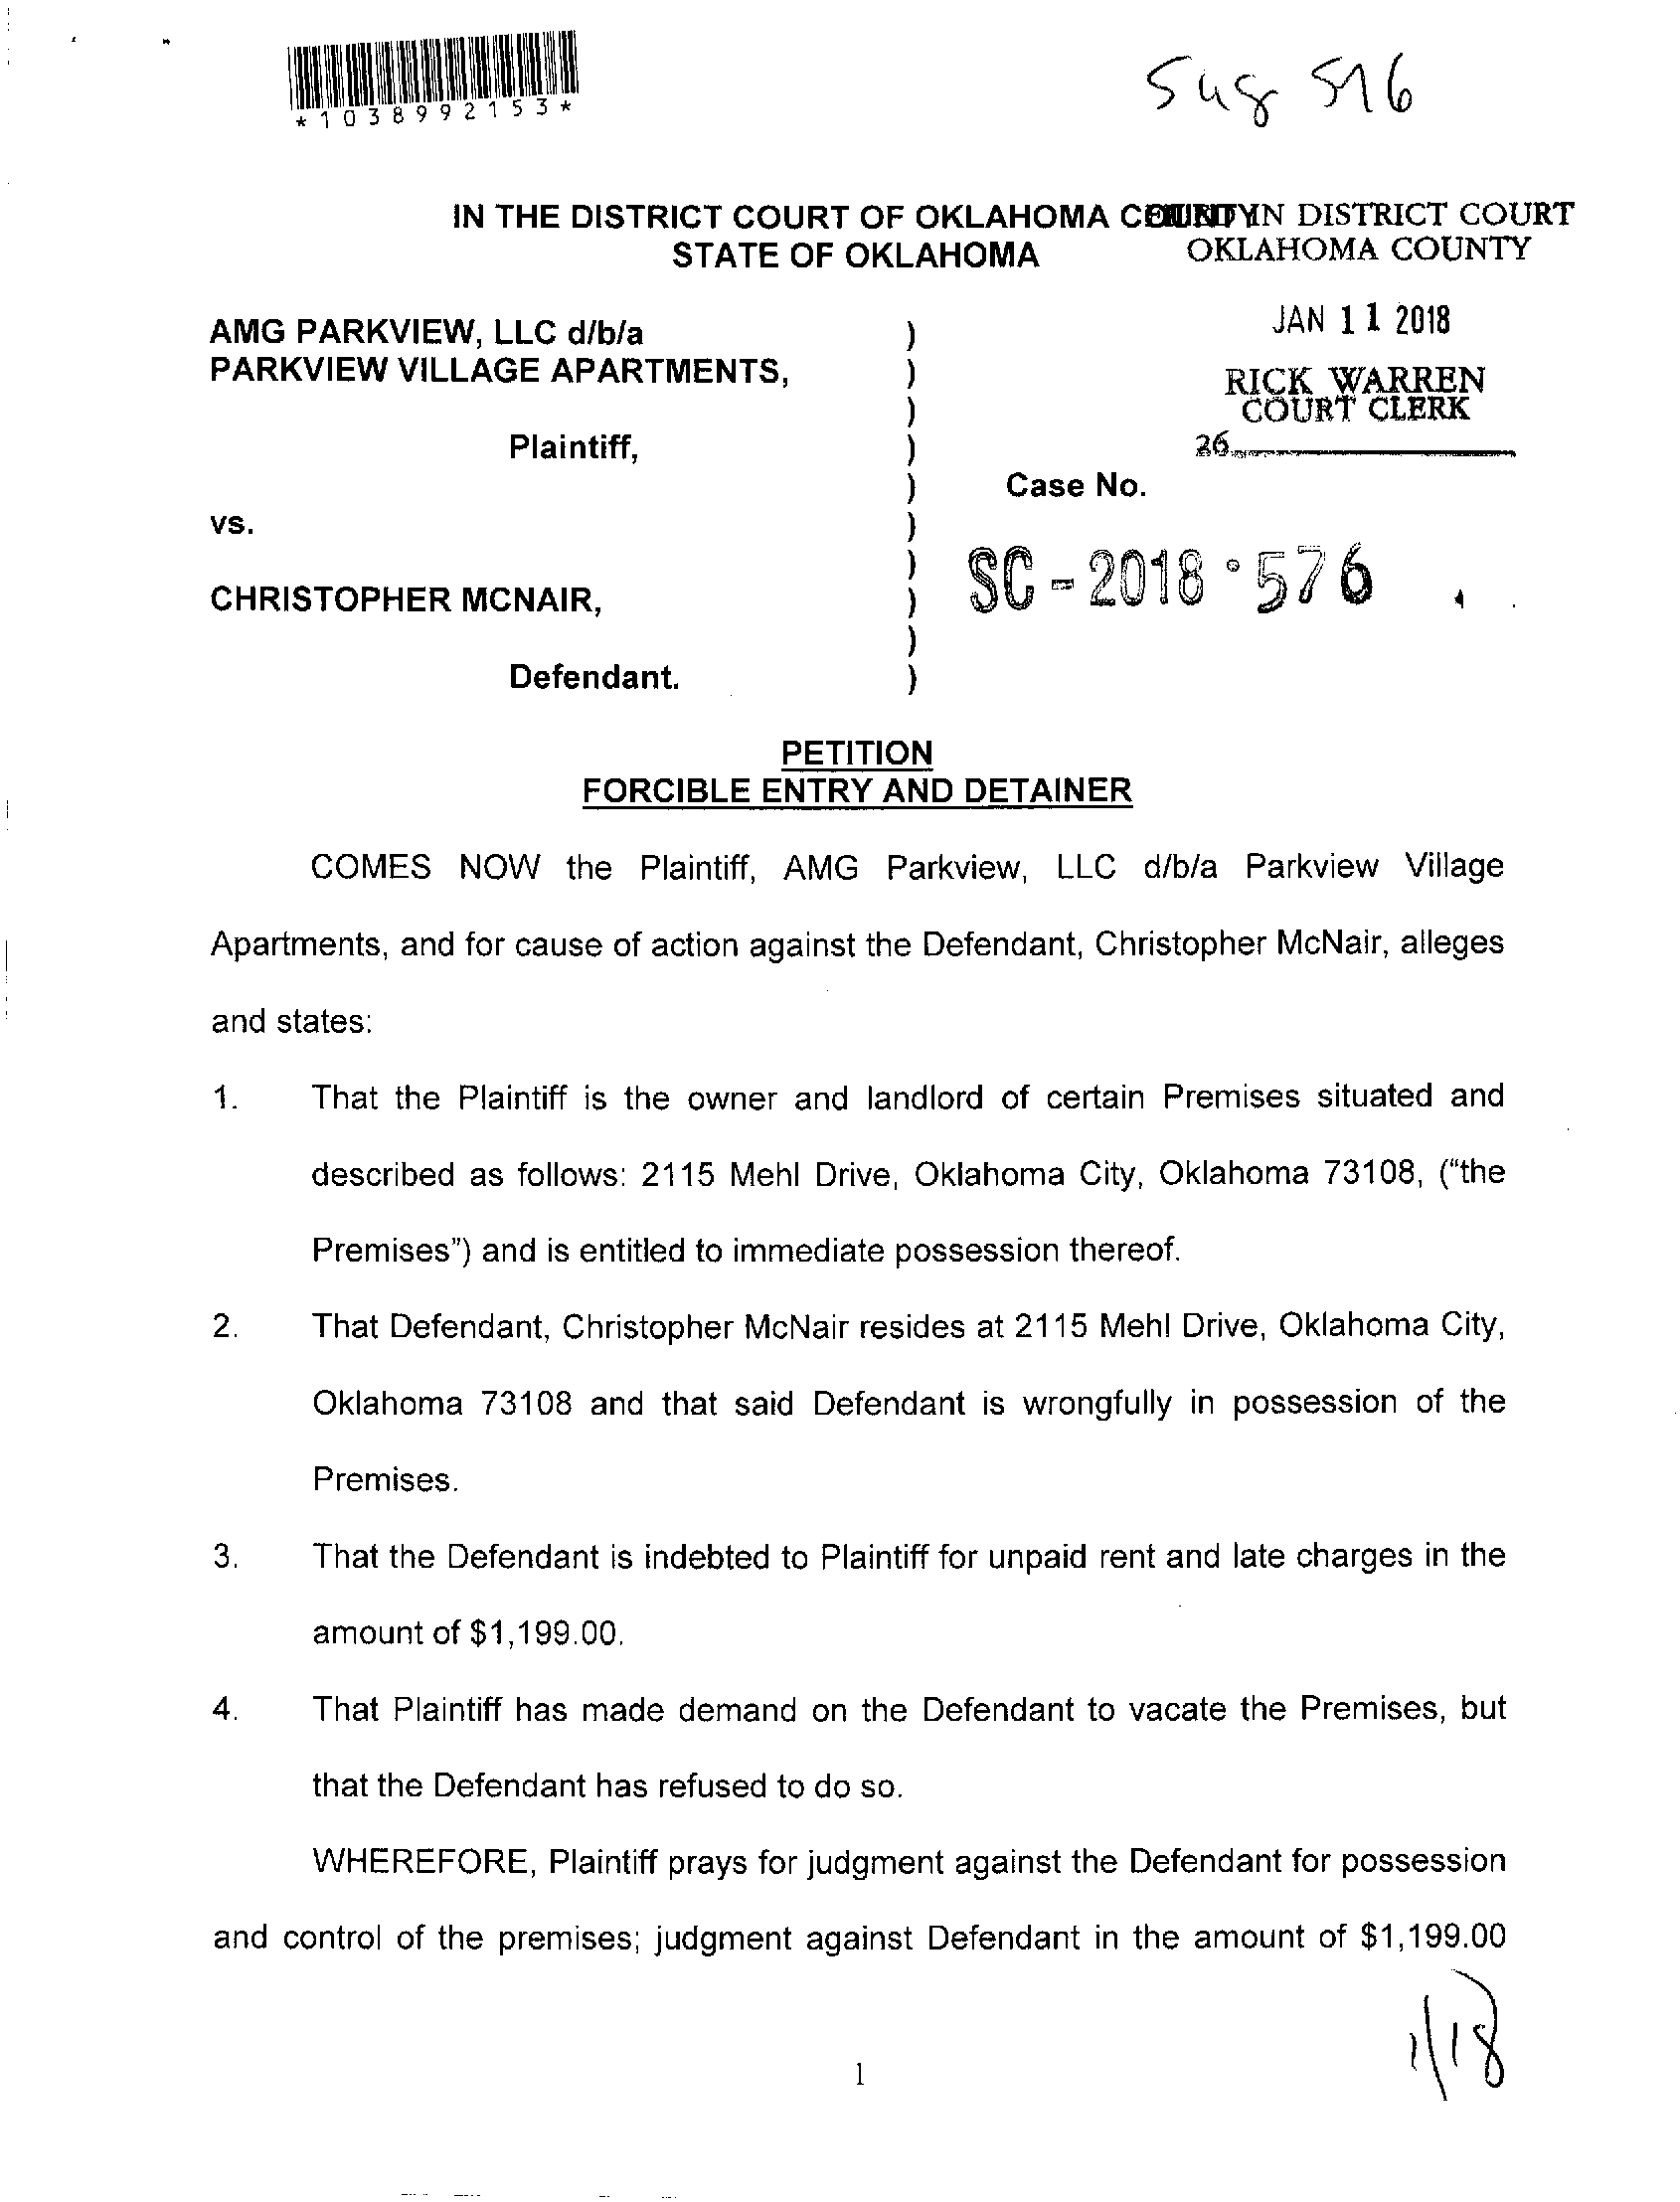 *1038992153*
IN THE DISTRICT COURT OF OKLAHOMA COUNTY
STATE OF OKLAHOMA
FILED IN DISTRICT COURT
OKLAHOMA COUNTY
JAN 11 2018
RICK WARREN
COURT CLERK
26
AMG PARKVIEW, LLC d/b/a )
PARKVIEW VILLAGE APARTMENTS, )
)
Plaintiff, )
) Case No.
vs. )
) SC-2018-576
CHRISTOPHER MCNAIR, )
)
Defendant. )
PETITION
FORCIBLE ENTRY AND DETAINER
COMES NOW the Plaintiff, AMG Parkview, LLC d/b/a Parkview Village
Apartments, and for cause of action against the Defendant, Christopher McNair, alleges
and states:
1. That the Plaintiff is the owner and landlord of certain Premises situated and
described as follows: 2115 Mehl Drive, Oklahoma City, Oklahoma 73108, ("the
Premises") and is entitled to immediate possession thereof.
2. That Defendant, Christopher McNair resides at 2115 Mehl Drive, Oklahoma City,
Oklahoma 73108 and that said Defendant is wrongfully in possession of the
Premises.
3. That the Defendant is indebted to Plaintiff for unpaid rent and late charges in the
amount of $1,199.00.
4. That Plaintiff has made demand on the Defendant to vacate the Premises, but
that the Defendant has refused to do so.
WHEREFORE, Plaintiff prays for judgment against the Defendant for possession
and control of the premises; judgment against Defendant in the amount of $1,199.00
1